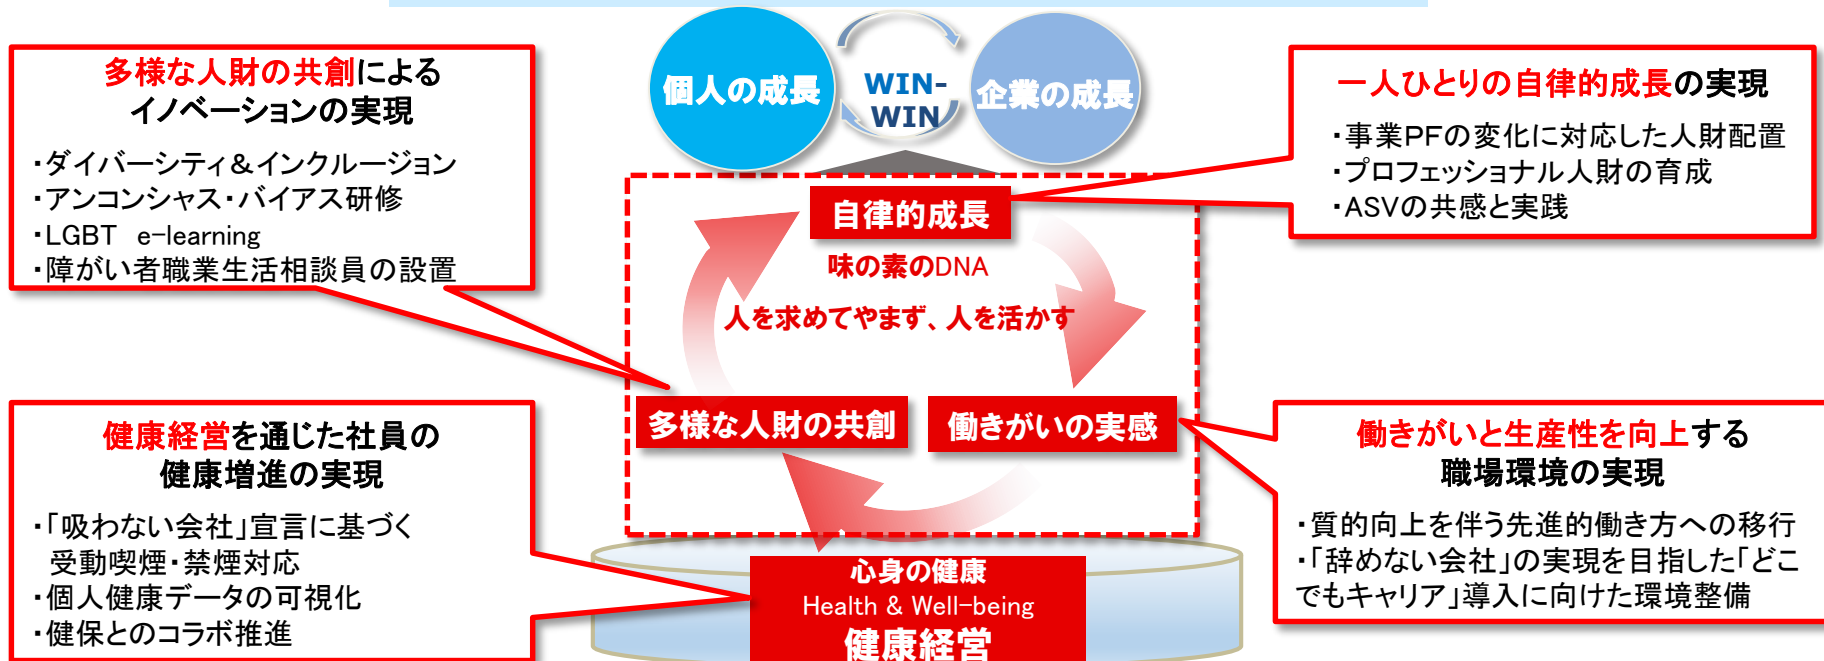 多様な人財の共創による
イノベーションの実現
・ダイバーシティ&インクルージョン
・アンコンシャス・バイアス研修
・LGBT e-learning
・障がい者職業生活相談員の設置
個人の成長
WIN-
WIN
企業の成長
一人ひとりの自律的成長の実現
・事業PFの変化に対応した人財配置
・プロフェッショナル人財の育成
・ASVの共感と実践
自律的成長
味の素のDNA
人を求めてやまず、人を活かす
多様な人財の共創
働きがいの実感
健康経営を通じた社員の
健康増進の実現
・「吸わない会社」宣言に基づく
受動喫煙・禁煙対応
・個人健康データの可視化
・健保とのコラボ推進
心身の健康
Health & Well-being
健康経営
働きがいと生産性を向上する
職場環境の実現
・質的向上を伴う先進的働き方への移行
・「辞めない会社」の実現を目指した「どこ
でもキャリア」導入に向けた環境整備